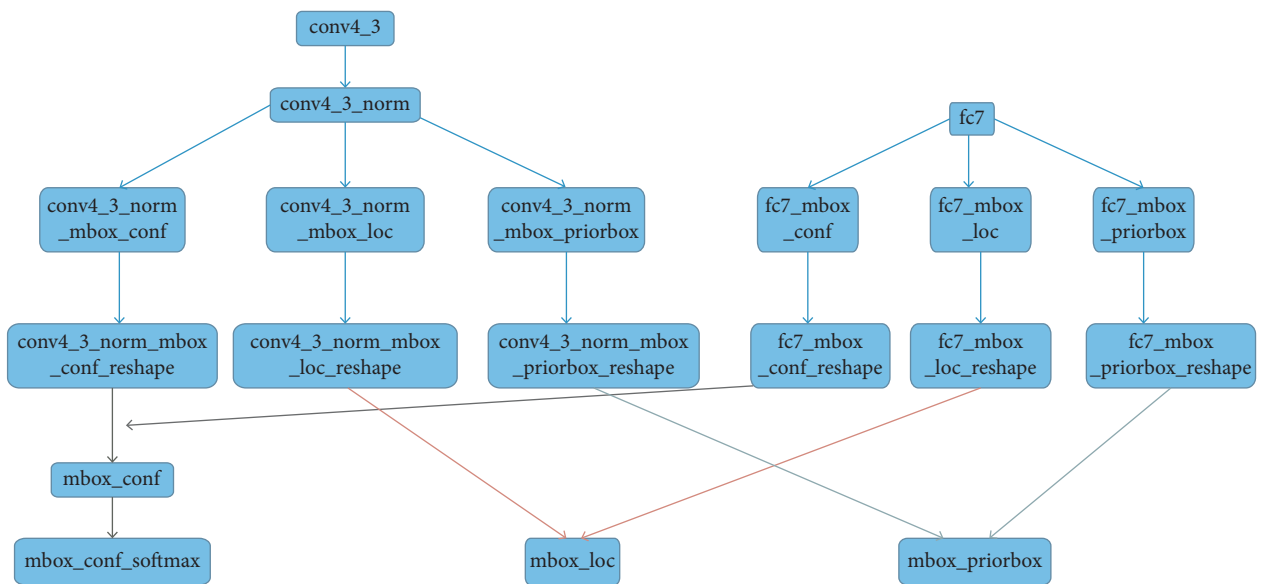 conv4_3
conv4_3_norm
fc7
conv4_3_norm
_mbox_conf
conv4_3_norm
_mbox_loc
conv4_3_norm
_mbox_priorbox
fc7_mbox
_conf
fc7_mbox
_loc
fc7_mbox
_priorbox
conv4_3_norm_mbox
_conf_reshape
conv4_3_norm_mbox
_loc_reshape
conv4_3_norm_mbox
_priorbox_reshape
fc7_mbox
_conf_reshape
fc7_mbox
_loc_reshape
fc7_mbox
_priorbox_reshape
mbox_conf
mbox_conf_softmax
mbox_loc
mbox_priorbox